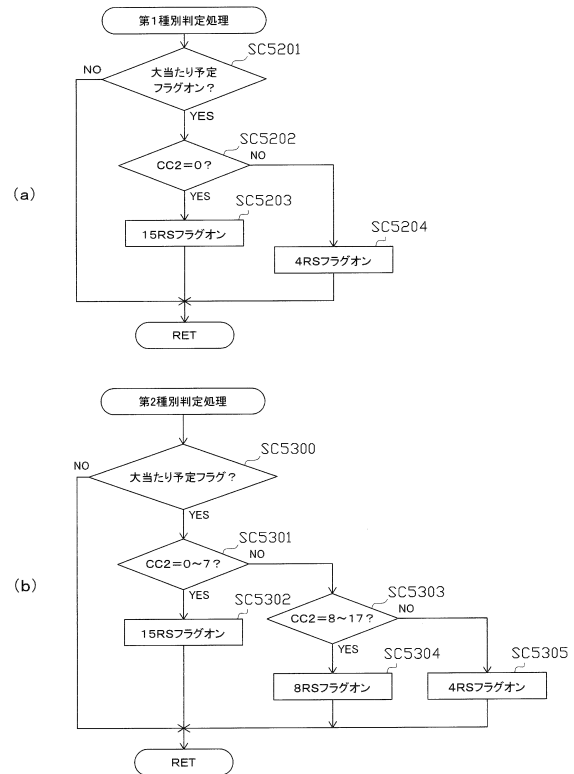 第1種別判定処理
SC5201
NO
大当たり予定
フラグオン？
YES
SC5202
CC2＝0？
NO
YES
(a)
SC5203
15RSフラグオン
SC5204
4RSフラグオン
RET
第2種別判定処理
SC5300
NO
大当たり予定フラグ？
YES
SC5301
CC2＝0～7？
NO
YES
(b)
SC5302
15RSフラグオン
SC5303
CC2＝8～17？
NO
YES
SC5304
8RSフラグオン
SC5305
4RSフラグオン
RET